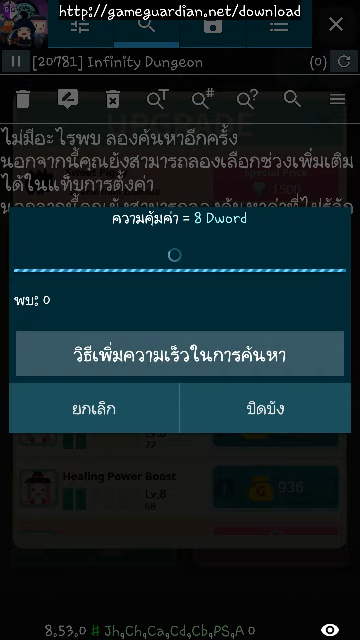 http://gameguardian.net/download
[20781] Infinity Dungeon
(0)
ไม่มีอะไรพบ ลองค้นหาอีกครั้ง
นอกจากนี้คุณยังสามารถลองเลือกช่วงเพิ่มเติม
ได้ในแท็บการตั้งค่า
Special Price
1500
ความคุ้มค่า = 8 Dword
พบ: 0
วิธีเพิ่มความเร็วในการค้นหา
ยกเลิก
ปิดบัง
Healing Power Boost
Lv.8
68
936
8.53.0 # Jh,Ch,Ca,Cd,Cb,PS,A 0